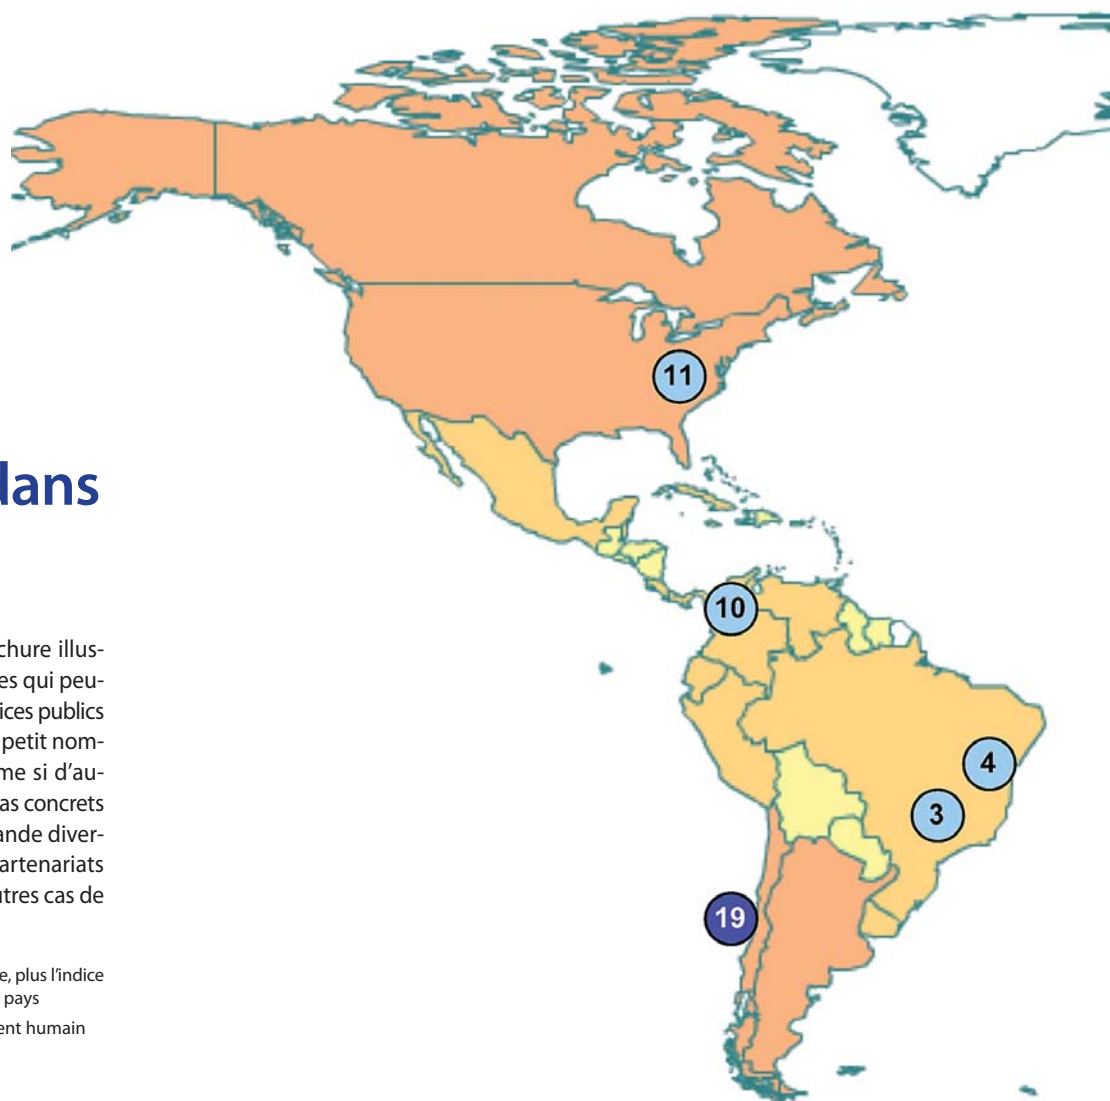 11
dans
10
chure illus-
es qui peu-
ices publics
petit nom-
me si d'au-
as concrets
ande diver-
artenariats
utres cas de
4
3
19
e, plus l'indice
pays
ent humain